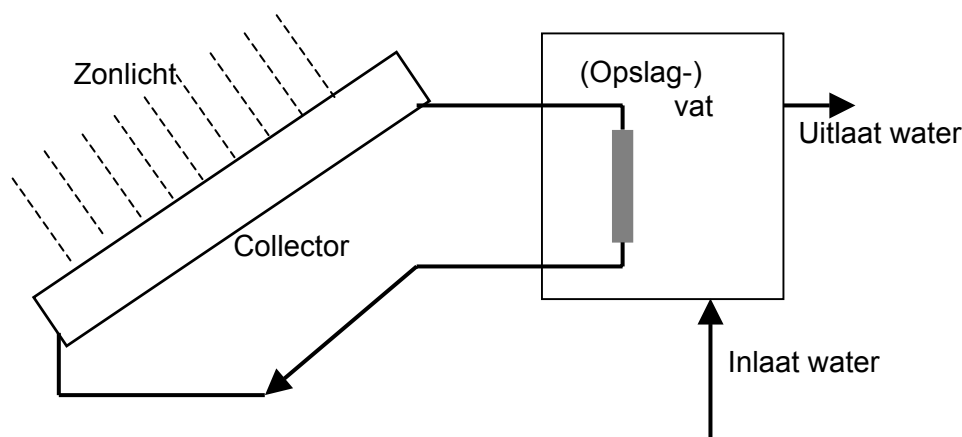 Zonlicht
(Opslag-)
vat
Uitlaat water
Collector
Inlaat water